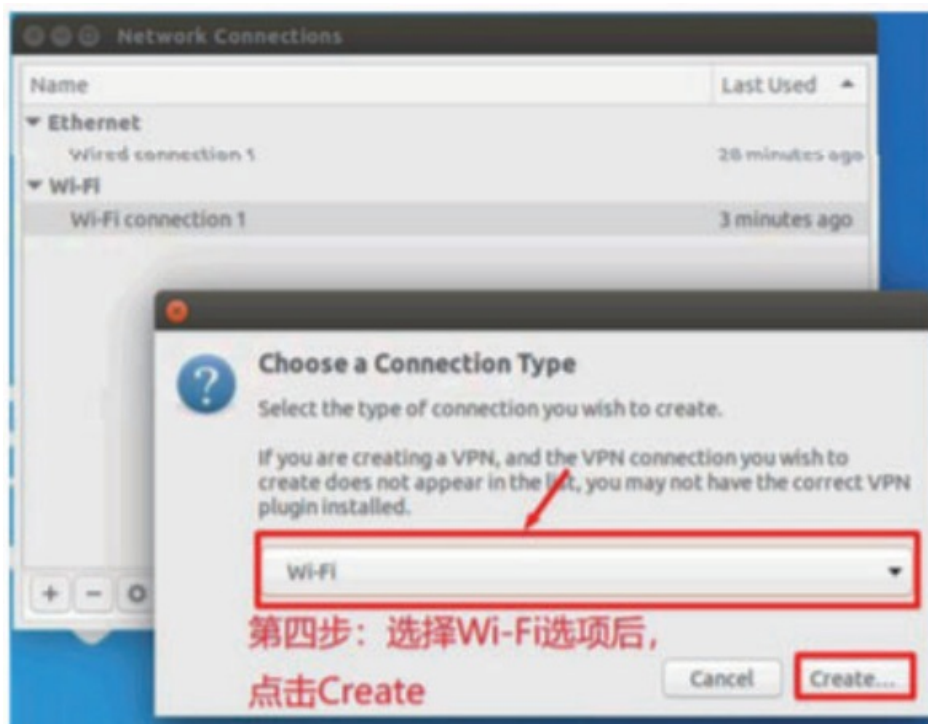 Network Connections
Name Last Used
Ethernet
Wired connection 1 28 minutes ago
Wi-Fi
Wi-Fi connection 1 3 minutes ago
Choose a Connection Type
Select the type of connection you wish to create.
If you are creating a VPN, and the VPN connection you wish to
create does not appear in the list, you may not have the correct VPN
plugin installed.
Wi-Fi
第四步：选择Wi-Fi选项后，
点击Create
Cancel Create...